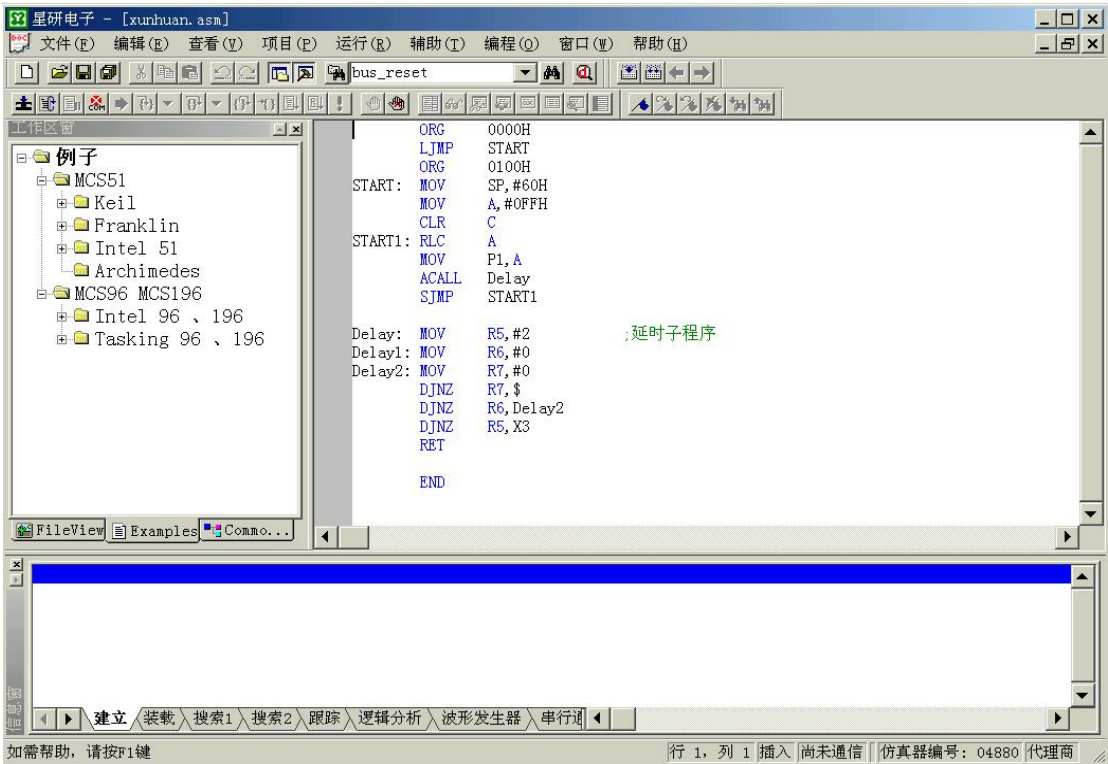 星研电子 - [xunhuan.asm]
文件(F) 编辑(E) 查看(V) 项目(P) 运行(R) 辅助(T) 编程(O) 窗口(W) 帮助(H)
bus_reset
工作区窗
例子
MCS51
Keil
Franklin
Intel 51
Archimedes
MCS96 MCS196
Intel 96 、196
Tasking 96 、196
FileView Examples Commo...
ORG 0000H
LJMP START
ORG 0100H
START: MOV SP,#60H
MOV A,#0FFH
CLR C
START1: RLC A
MOV P1,A
ACALL Delay
SJMP START1
Delay: MOV R5,#2 ;延时子程序
Delay1: MOV R6,#0
Delay2: MOV R7,#0
DJNZ R7,$
DJNZ R6,Delay2
DJNZ R5,X3
RET
END
信息窗
建立 装载 搜索1 搜索2 跟踪 逻辑分析 波形发生器 串行通
如需帮助, 请按F1键 行 1, 列 1 插入 尚未通信 仿真器编号: 04880 代理商